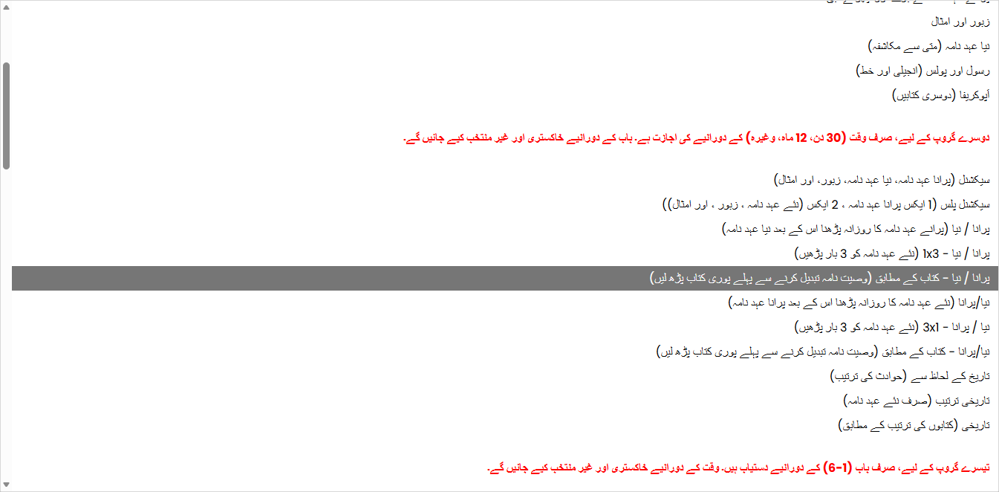 زبور اور امثال
نیا عہد نامہ (متی سے مکاشفہ)
رسول اور پولس (انجیلی اور خط)
اَپوکریفا (دوسری کتابیں)
دوسرے گروپ کے لیے، صرف وقت (30 دن، 12 ماہ، وغیرہ) کے دورانیے کی اجازت ہے۔ باب کے دورانیے خاکستری اور غیر منتخب کیے جائیں گے۔
سیکشنل (پرانا عہد نامہ، نیا عہد نامہ، زبور، اور امثال)
سیکشنل پلس (1 ایکس پرانا عہد نامہ ، 2 ایکس (نئے عہد نامہ ، زبور ، اور امثال))
پرانا / نیا (پرانے عہد نامہ کا روزانہ پڑھنا اس کے بعد نیا عہد نامہ)
پرانا / نیا - 1x3 (نئے عہد نامہ کو 3 بار پڑھیں)
پرانا / نیا - کتاب کے مطابق (وصیت نامہ تبدیل کرنے سے پہلے پوری کتاب پڑھ لیں)
نیا/پرانا (نئے عہد نامہ کا روزانہ پڑھنا اس کے بعد پرانا عہد نامہ)
نیا / پرانا - 3x1 (نئے عہد نامہ کو 3 بار پڑھیں)
نیا/پرانا - کتاب کے مطابق (وصیت نامہ تبدیل کرنے سے پہلے پوری کتاب پڑھ لیں)
تاریخ کے لحاظ سے (حوادث کی ترتیب)
تاریخی ترتیب (صرف نئے عہد نامہ)
تاریخی (کتابوں کی ترتیب کے مطابق)
تیسرے گروپ کے لیے، صرف باب (1-6) کے دورانیے دستیاب ہیں۔ وقت کے دورانیے خاکستری اور غیر منتخب کیے جائیں گے۔